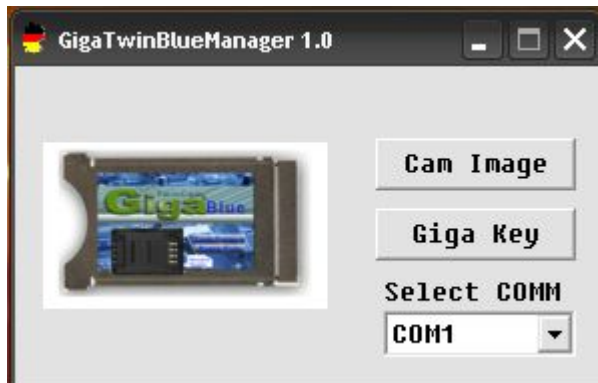 GigaTwinBlueManager 1.0
Giga Blue
Cam Image
Giga Key
Select COMM
COM1